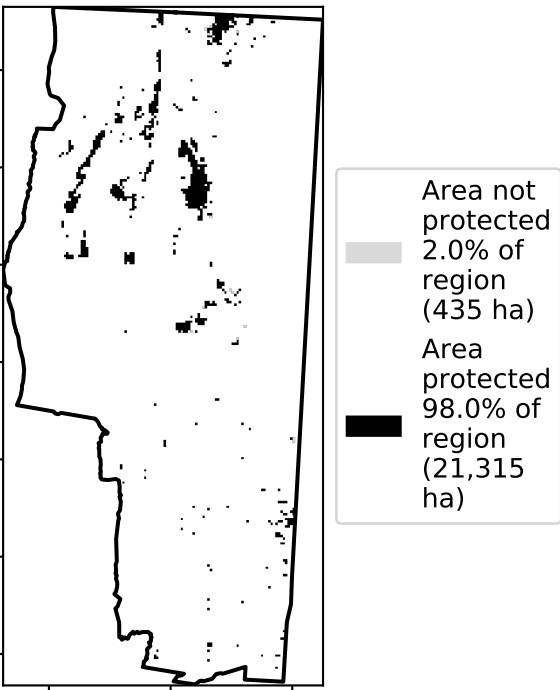 Area not
protected
2.0% of
region
(435 ha)
Area
protected
98.0% of
region
(21,315
ha)